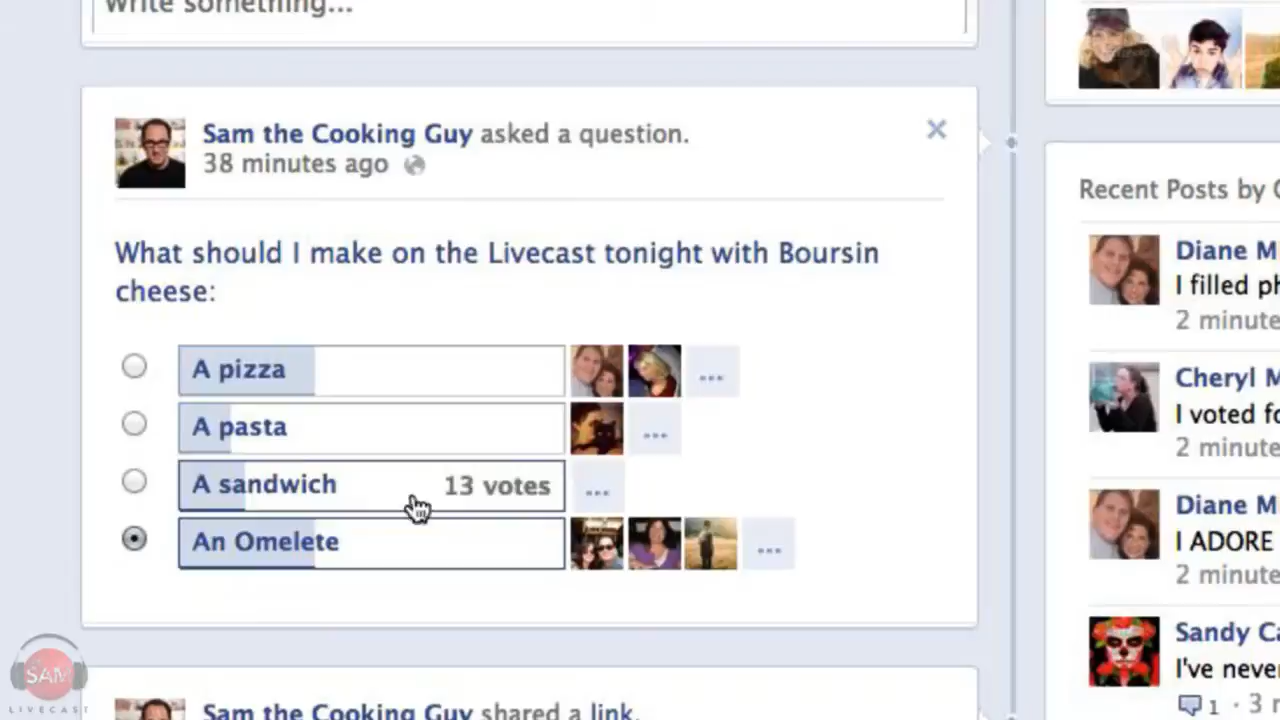 Write something...
Sam the Cooking Guy asked a question.
38 minutes ago
What should I make on the Livecast tonight with Boursin
cheese:
A pizza
...
A pasta
...
A sandwich 13 votes
...
An Omelete
...
Sam the Cooking Guy shared a link.
Recent Posts by
Diane M
I filled
2 minute
Cheryl M
I voted
2 minute
Diane M
I ADORE
2 minute
Sandy
I've never
1 · 3
SAM
LIVECAST